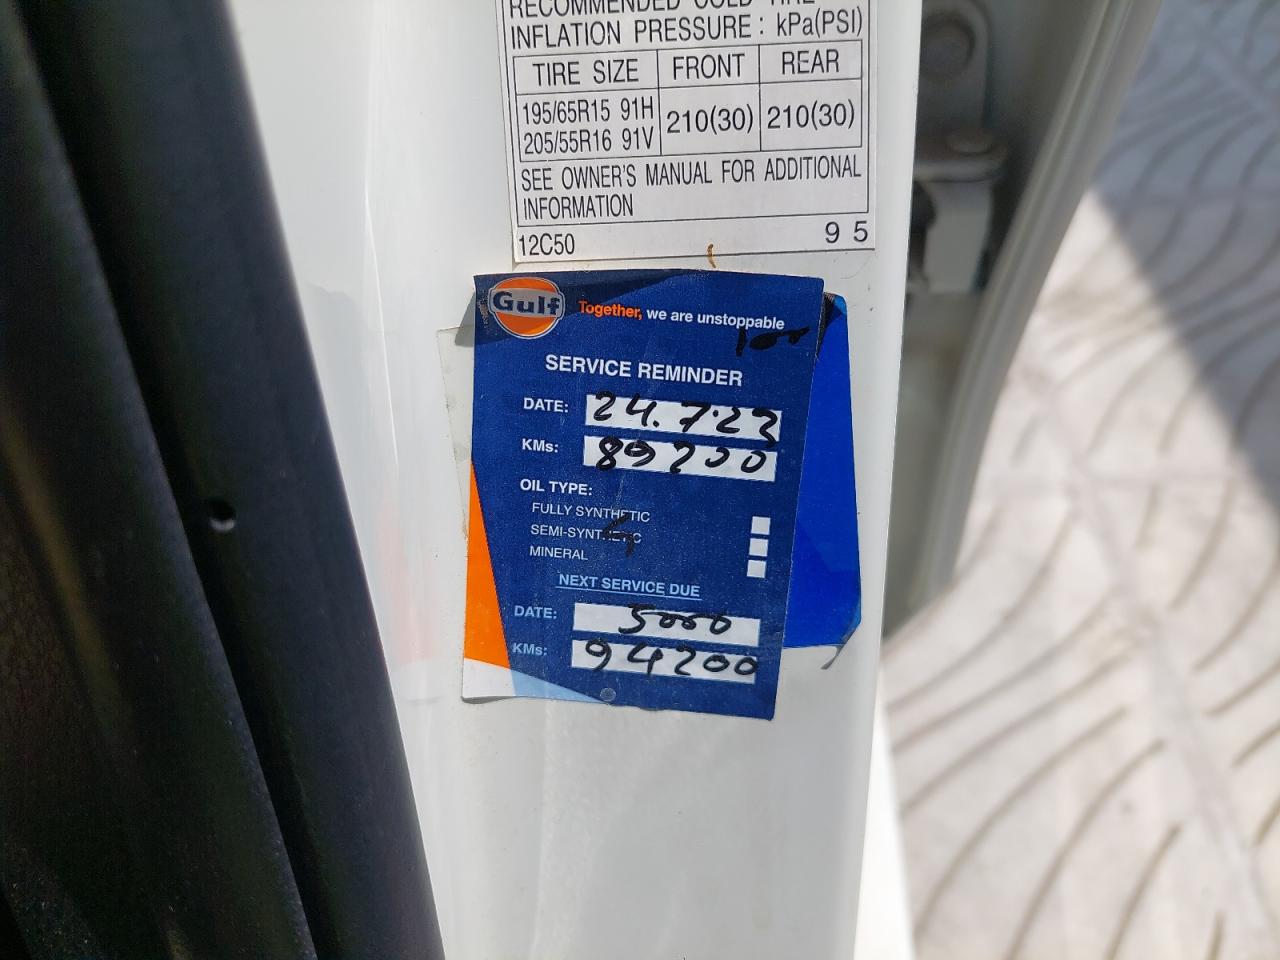 RECOMMENDED COLD TIRE
INFLATION PRESSURE : kPa(PSI)
TIRE SIZE FRONT REAR
195/65R15 91H 210(30) 210(30)
205/55R16 91V
SEE OWNER'S MANUAL FOR ADDITIONAL
INFORMATION
12C50 9 5
Gulf Together, we are unstoppable
SERVICE REMINDER
DATE: 24.7.23
KMs: 89200
OIL TYPE:
FULLY SYNTHETIC
SEMI-SYNTHETIC
MINERAL
NEXT SERVICE DUE
DATE: 5000
KMs: 94200